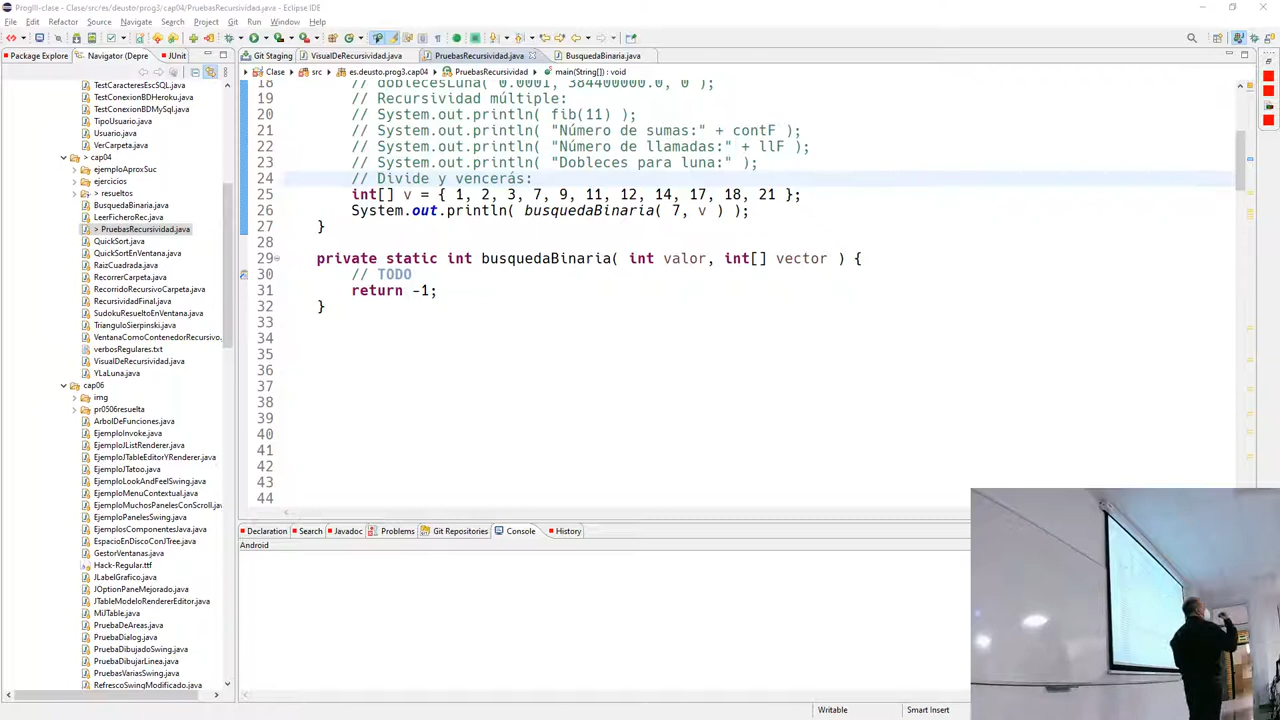 ProgIII-clase - Clase/src/es/deusto/prog3/cap04/PruebasRecursividad.java - Eclipse IDE
File Edit Refactor Source Navigate Search Project Git Run Window Help
Package Explore Navigator (Depre JUnit
Git Staging VisualDeRecursividad.java PruebasRecursividad.java BusquedaBinaria.java
Clase src es.deusto.prog3.cap04 PruebasRecursividad main(String[]) : void
TestCaracteresEscSQL.java
TestConexionBDHeroku.java
TestConexionBDMySql.java
TipoUsuario.java
Usuario.java
VerCarpeta.java
> cap04
ejemploAproxSuc
ejercicios
> resueltos
BusquedaBinaria.java
LeerFicheroRec.java
> PruebasRecursividad.java
QuickSort.java
QuickSortEnVentana.java
RaizCuadrada.java
RecorrerCarpeta.java
RecorridoRecursivoCarpeta.java
RecursividadFinal.java
SudokuResueltoEnVentana.java
TrianguloSierpinski.java
VentanaComoContenedorRecursivo.
verbosRegulares.txt
VisualDeRecursividad.java
YLaLuna.java
cap06
img
pr0506resuelta
ArbolDeFunciones.java
EjemploInvoke.java
EjemploJListRenderer.java
EjemploJTableEditorYRenderer.java
EjemploJTatoo.java
EjemploLookAndFeelSwing.java
EjemploMenuContextual.java
EjemploMuchosPanelesConScroll.jav
EjemploPanelesSwing.java
EjemplosComponentesJava.java
EspacioEnDiscoConJTree.java
GestorVentanas.java
Hack-Regular.ttf
JLabelGrafico.java
JOptionPaneMejorado.java
JTableModeloRendererEditor.java
MiJTable.java
PruebaDeAreas.java
PruebaDialog.java
PruebaDibujadoSwing.java
PruebaDibujarLinea.java
PruebasVariasSwing.java
RefrescoSwingModificado.java
18 // doblecesLuna( 0.0001, 384400000.0, 0 );
19 // Recursividad múltiple:
20 // System.out.println( fib(11) );
21 // System.out.println( "Número de sumas:" + contF );
22 // System.out.println( "Número de llamadas:" + llF );
23 // System.out.println( "Dobleces para luna:" );
24 // Divide y vencerás:
25 int[] v = { 1, 2, 3, 7, 9, 11, 12, 14, 17, 18, 21 };
26 System.out.println( busquedaBinaria( 7, v ) );
27 }
28
29 private static int busquedaBinaria( int valor, int[] vector ) {
30 // TODO
31 return -1;
32 }
33
34
35
36
37
38
39
40
41
42
43
44
Declaration Search Javadoc Problems Git Repositories Console History
Android
Writable Smart Insert